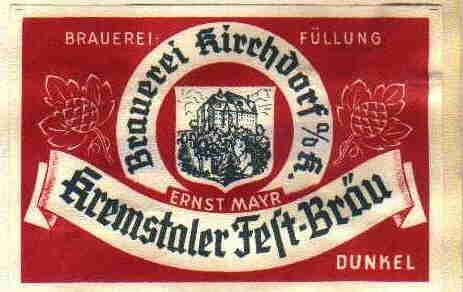 BRAUEREI-FÜLLUNG
Brauerei Kirchdorf o/K.
ERNST MAYR
Kremstaler Fest-Bräu
DUNKEL